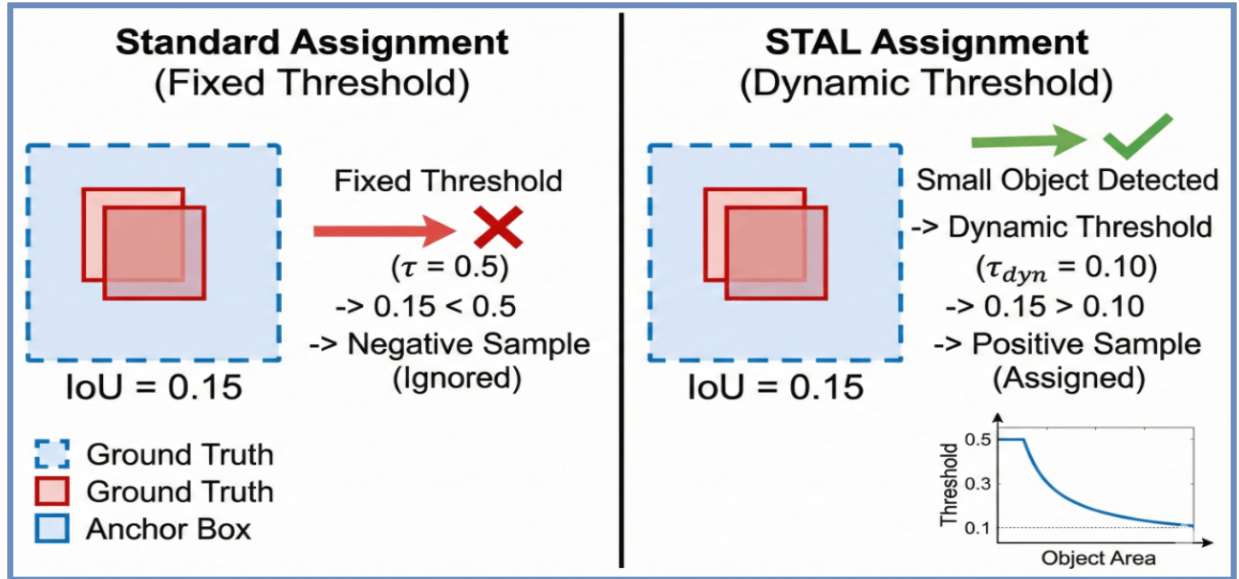 Standard Assignment
(Fixed Threshold)
Fixed Threshold
(τ = 0.5)
-> 0.15 < 0.5
-> Negative Sample
(Ignored)
IoU = 0.15
Ground Truth
Ground Truth
Anchor Box
STAL Assignment
(Dynamic Threshold)
Small Object Detected
-> Dynamic Threshold
(τdyn = 0.10)
-> 0.15 > 0.10
-> Positive Sample
(Assigned)
IoU = 0.15
Threshold
0.5
0.3
0.1
Object Area